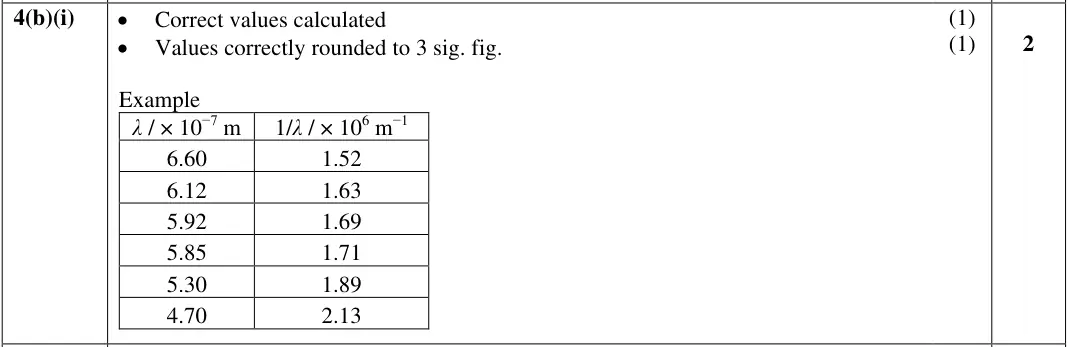 4(b)(i)
• Correct values calculated (1)
• Values correctly rounded to 3 sig. fig. (1) 2
Example
λ / × 10⁻⁷ m 1/λ / × 10⁶ m⁻¹
6.60 1.52
6.12 1.63
5.92 1.69
5.85 1.71
5.30 1.89
4.70 2.13